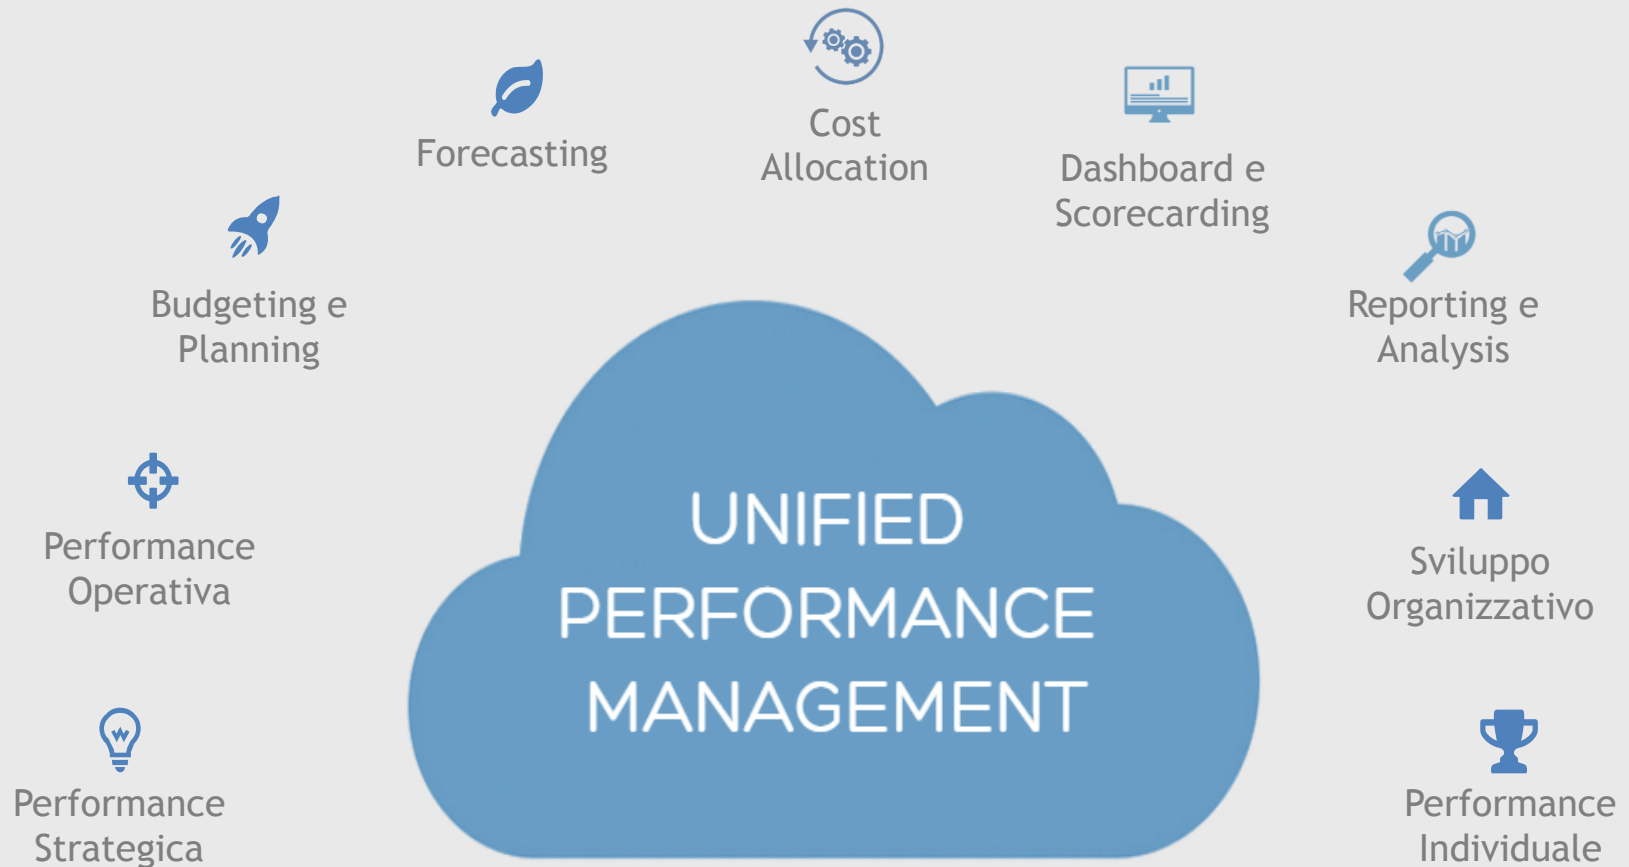 Cost
Allocation
Forecasting
Dashboard e
Scorecarding
Budgeting e
Planning
Reporting e
Analysis
UNIFIED
PERFORMANCE
MANAGEMENT
Performance
Operativa
Sviluppo
Organizzativo
Performance
Strategica
Performance
Individuale